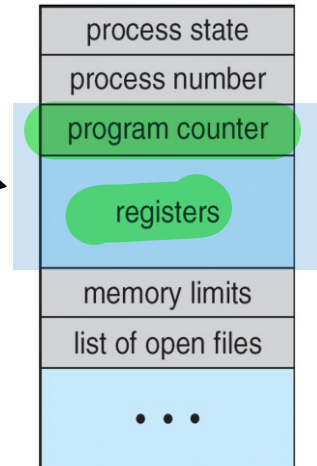 process state
process number
program counter
registers
memory limits
list of open files
• • •